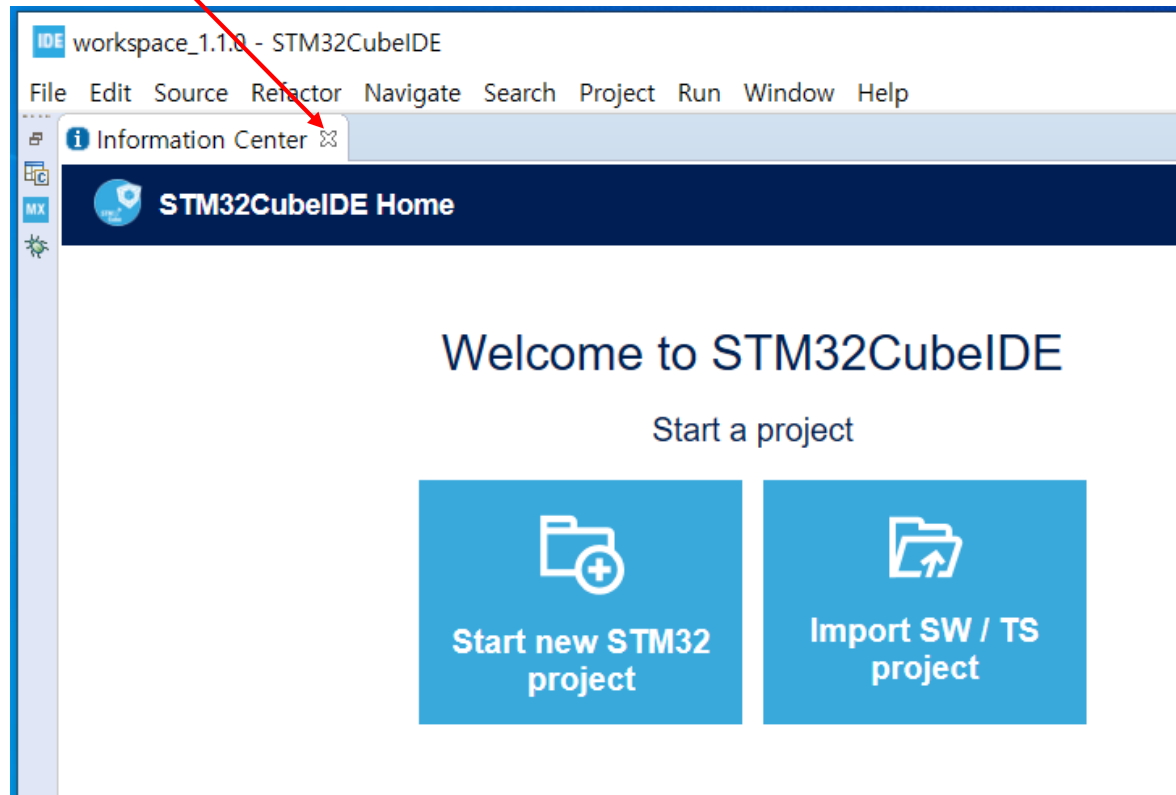 IDE workspace_1.1.0 - STM32CubeIDE
File Edit Source Refactor Navigate Search Project Run Window Help
Information Center
MX
STM32CubeIDE Home
Welcome to STM32CubeIDE
Start a project
Start new STM32
project
Import SW / TS
project